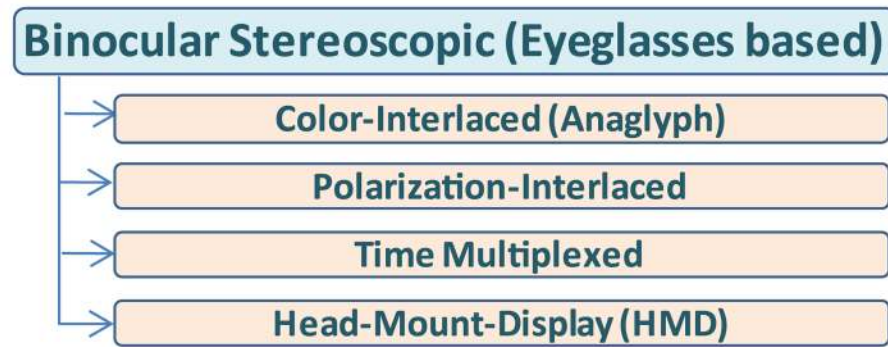 Binocular Stereoscopic (Eyeglasses based)
Color-Interlaced (Anaglyph)
Polarization-Interlaced
Time Multiplexed
Head-Mount-Display (HMD)